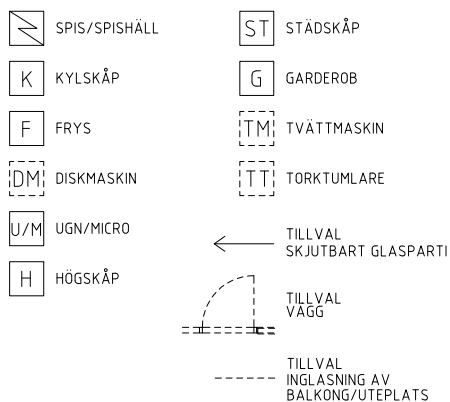 SPIS/SPISHÄLL
K KYLSKÅP
F FRYS
DM DISKMASKIN
U/M UGN/MICRO
H HÖGSKÅP
ST STÄDSKÅP
G GARDEROB
TM TVÄTTMASKIN
TT TORKTUMLARE
TILLVAL
SKJUTBART GLASPARTI
TILLVAL
VÄGG
TILLVAL
INGLASNING AV
BALKONG/UTEPLATS